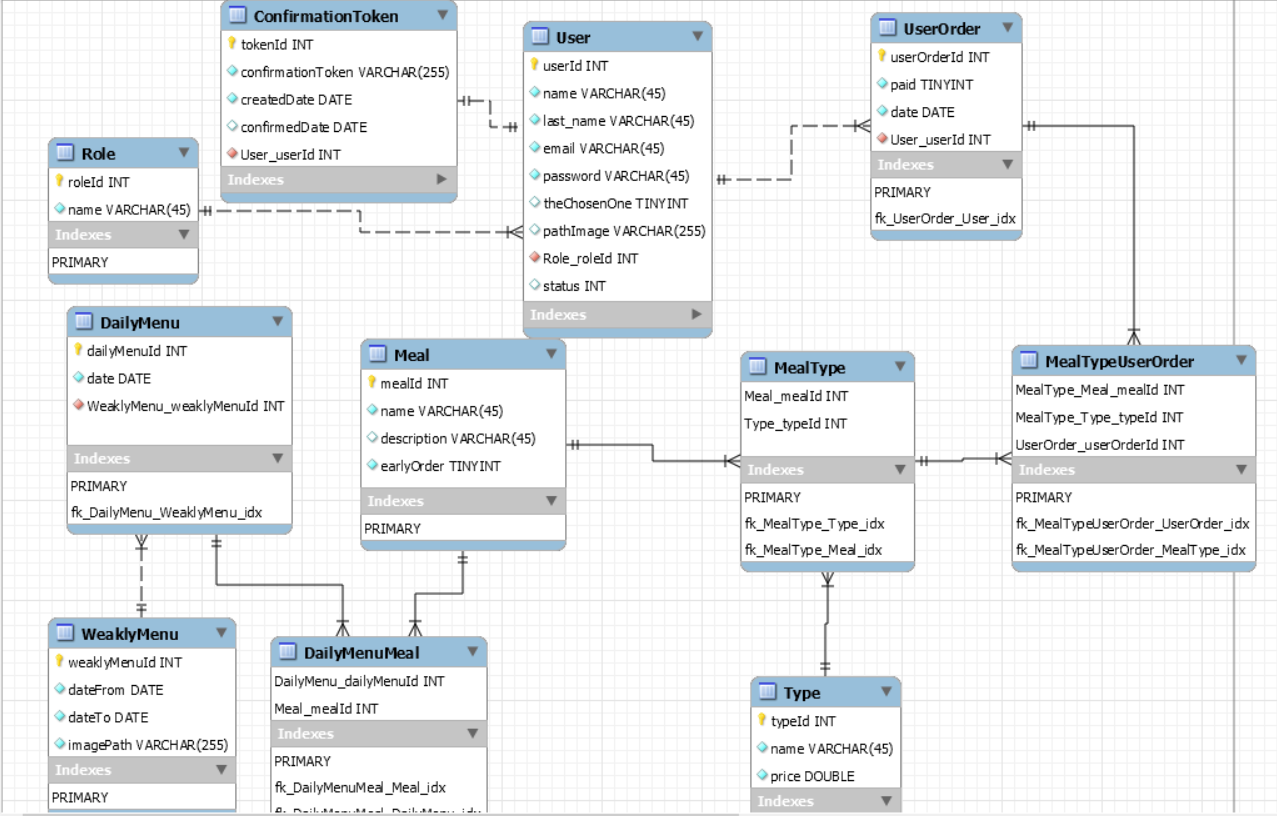 ConfirmationToken
tokenId INT
confirmationToken VARCHAR(255)
createdDate DATE
confirmedDate DATE
User_userId INT
Indexes
User
userId INT
name VARCHAR(45)
last_name VARCHAR(45)
email VARCHAR(45)
password VARCHAR(45)
theChosenOne TINYINT
pathImage VARCHAR(255)
Role_roleId INT
status INT
Indexes
UserOrder
userOrderId INT
paid TINYINT
date DATE
User_userId INT
Indexes
PRIMARY
fk_UserOrder_User_idx
Role
roleId INT
name VARCHAR(45)
Indexes
PRIMARY
DailyMenu
dailyMenuId INT
date DATE
WeaklyMenu_weaklyMenuId INT
Indexes
PRIMARY
fk_DailyMenu_WeaklyMenu_idx
Meal
mealId INT
name VARCHAR(45)
description VARCHAR(45)
earlyOrder TINYINT
Indexes
PRIMARY
MealType
Meal_mealId INT
Type_typeId INT
Indexes
PRIMARY
fk_MealType_Type_idx
fk_MealType_Meal_idx
MealTypeUserOrder
MealType_Meal_mealId INT
MealType_Type_typeId INT
UserOrder_userOrderId INT
Indexes
PRIMARY
fk_MealTypeUserOrder_UserOrder_idx
fk_MealTypeUserOrder_MealType_idx
WeaklyMenu
weaklyMenuId INT
dateFrom DATE
dateTo DATE
imagePath VARCHAR(255)
Indexes
PRIMARY
DailyMenuMeal
DailyMenu_dailyMenuId INT
Meal_mealId INT
Indexes
PRIMARY
fk_DailyMenuMeal_Meal_idx
fk_DailyMenuMeal_DailyMenu_idx
Type
typeId INT
name VARCHAR(45)
price DOUBLE
Indexes